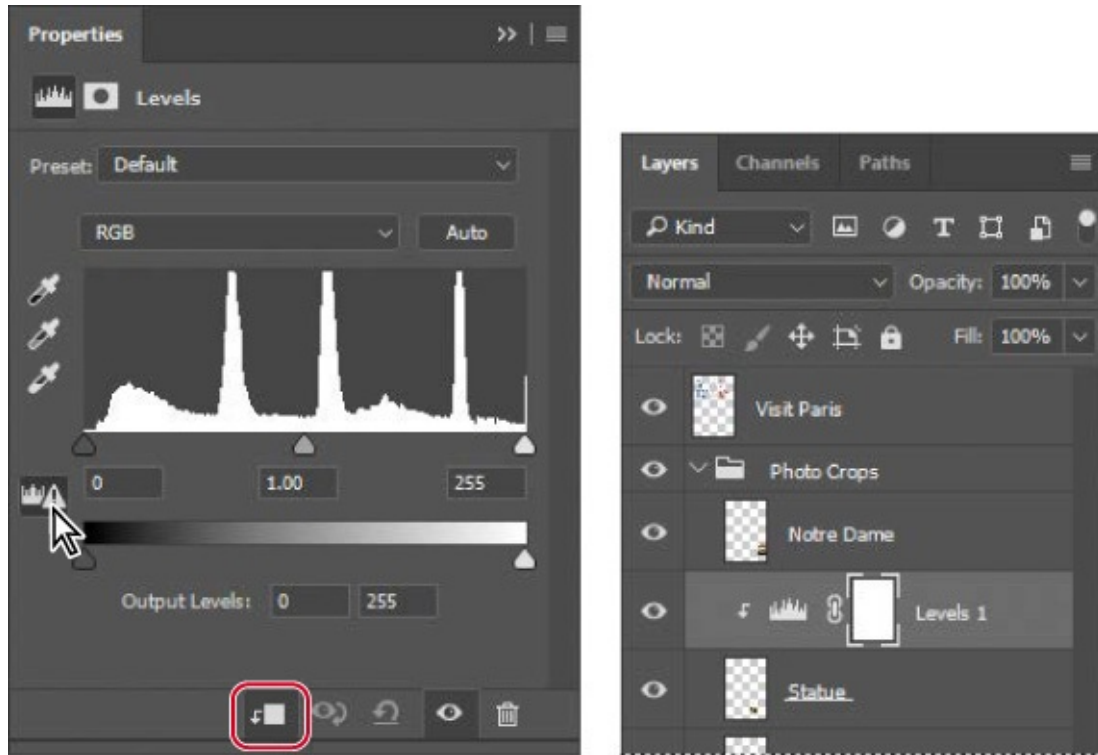 Properties
Levels
Preset: Default
RGB Auto
0 1.00 255
Output Levels: 0 255
Layers Channels Paths
Kind T
Normal Opacity: 100%
Lock: Fill: 100%
Visit Paris
Photo Crops
Notre Dame
Levels 1
Statue